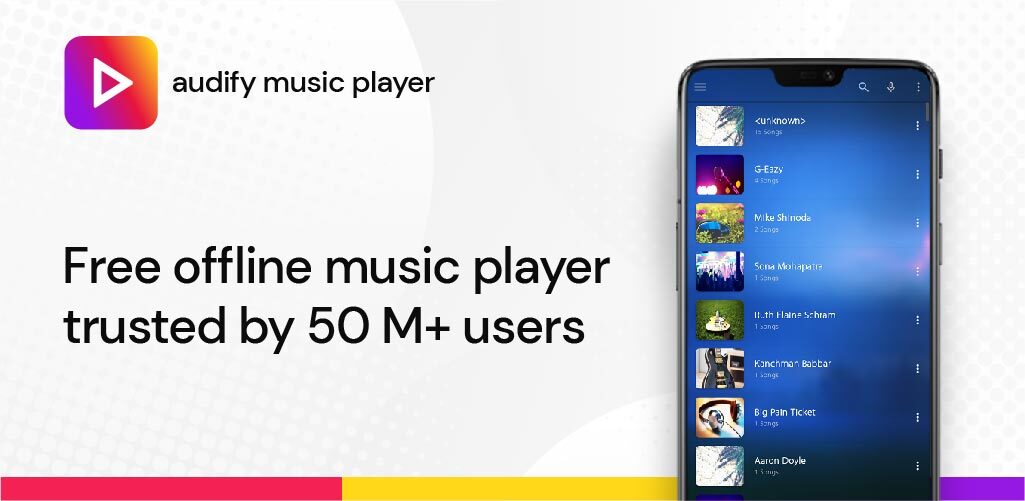 audify music player
Free offline music player
trusted by 50 M+ users
<unknown>
15 Songs
G-Eazy
4 Songs
Mike Shinoda
2 Songs
Sona Mohapatra
1 Songs
Ruth Elaine Schram
1 Songs
Kanchman Babbar
1 Songs
Big Pain Ticket
1 Songs
Aaron Doyle
1 Songs